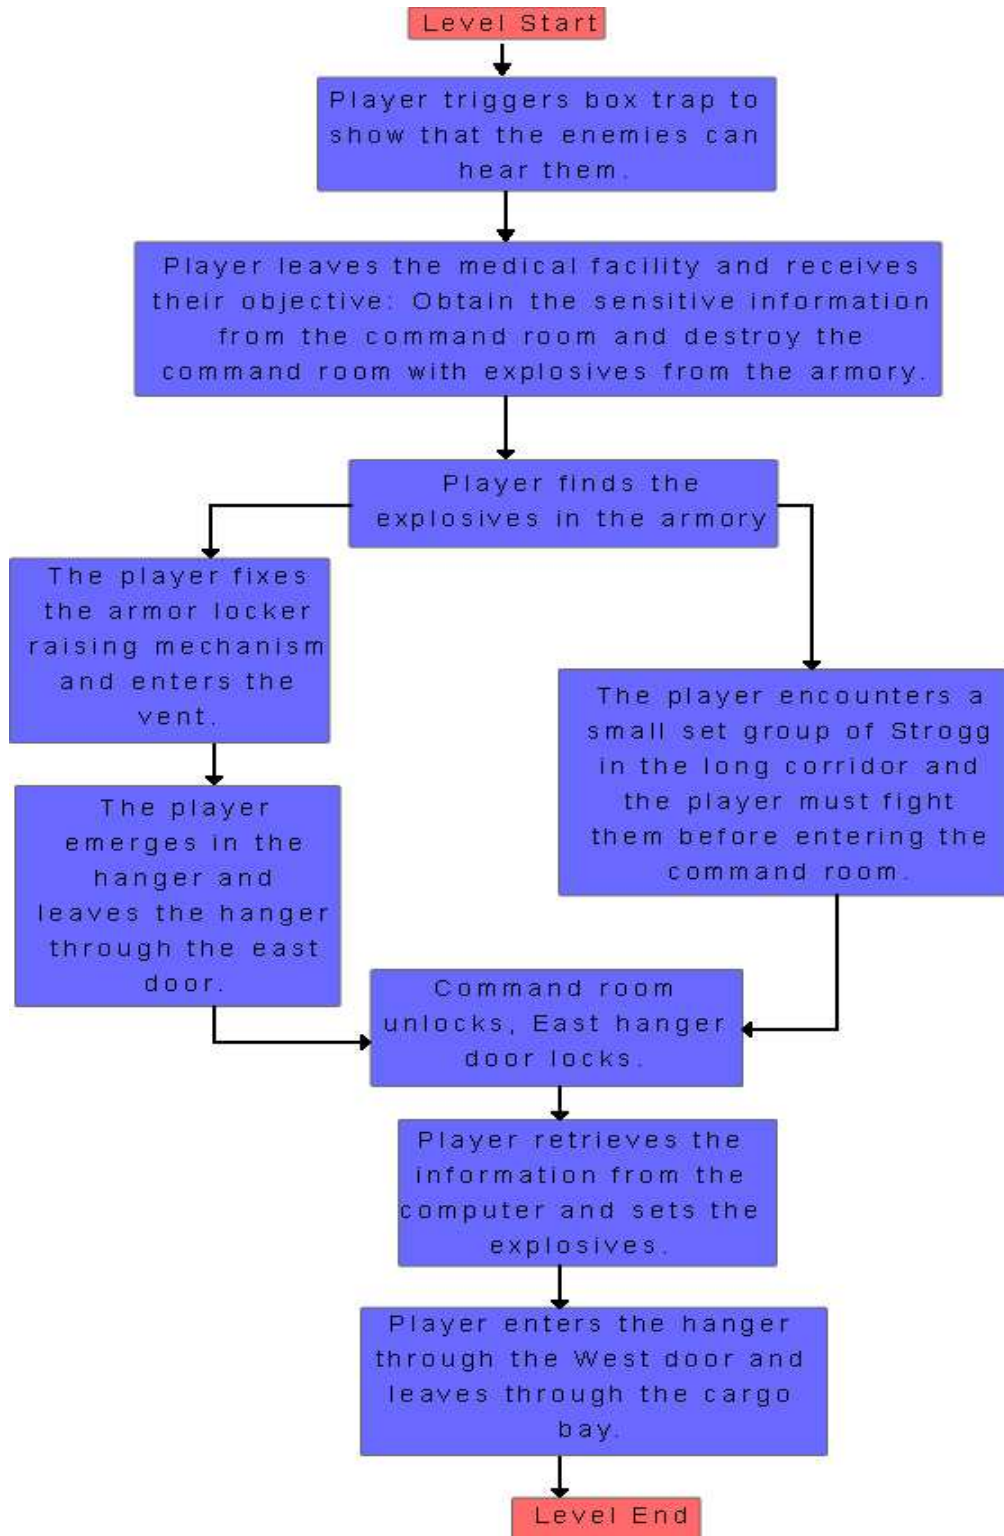 Level Start
Player triggers box trap to
show that the enemies can
hear them.
Player leaves the medical facility and receives
their objective: Obtain the sensitive information
from the command room and destroy the
command room with explosives from the armory.
Player finds the
explosives in the armory
The player fixes
the armor locker
raising mechanism
and enters the
vent.
The player encounters a
small set group of Strogg
in the long corridor and
the player must fight
them before entering the
command room.
The player
emerges in the
hanger and
leaves the hanger
through the east
door.
Command room
unlocks, East hanger
door locks.
Player retrieves the
information from the
computer and sets the
explosives.
Player enters the hanger
through the West door and
leaves through the cargo
bay.
Level End